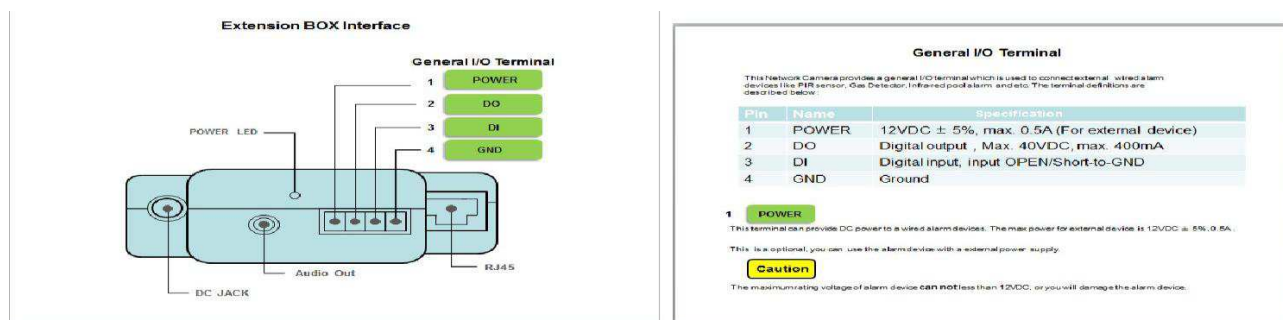 Extension BOX Interface
General I/O Terminal
1 POWER
2 DO
3 DI
4 GND
POWER LED
RJ45
Audio Out
DC JACK
General I/O Terminal
This Network Camera provides a general I/O terminal which is used to connect external wired alarm
devices like PIR sensor, Gas Detector, Infrared pool alarm and etc. The terminal definitions are
described below:
Pin Name Specification
1 POWER 12VDC ± 5%, max. 0.5A (For external device)
2 DO Digital output , Max. 40VDC, max. 400mA
3 DI Digital input, input OPEN/Short-to-GND
4 GND Ground
1 POWER
This terminal can provide DC power to a wired alarm devices. The max power for external device is 12VDC ± 5%, 0.5A.
This is a optional, you can use the alarm device with a external power supply.
Caution
The maximum rating voltage of alarm device can not less than 12VDC, or you will damage the alarm device.